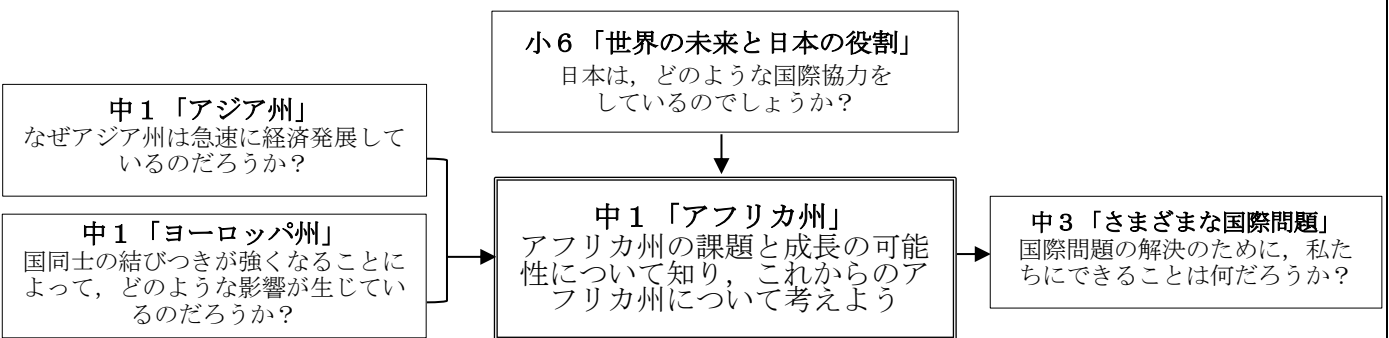 小6「世界の未来と日本の役割」
日本は，どのような国際協力を
しているのでしょうか？
中1「アジア州」
なぜアジア州は急速に経済発展して
いるのだろうか？
中1「ヨーロッパ州」
国同士の結びつきが強くなることに
よって，どのような影響が生じてい
るのだろうか？
中1「アフリカ州」
アフリカ州の課題と成長の可能
性について知り，これからのア
フリカ州について考えよう
中3「さまざまな国際問題」
国際問題の解決のために，私た
ちにできることは何だろうか？